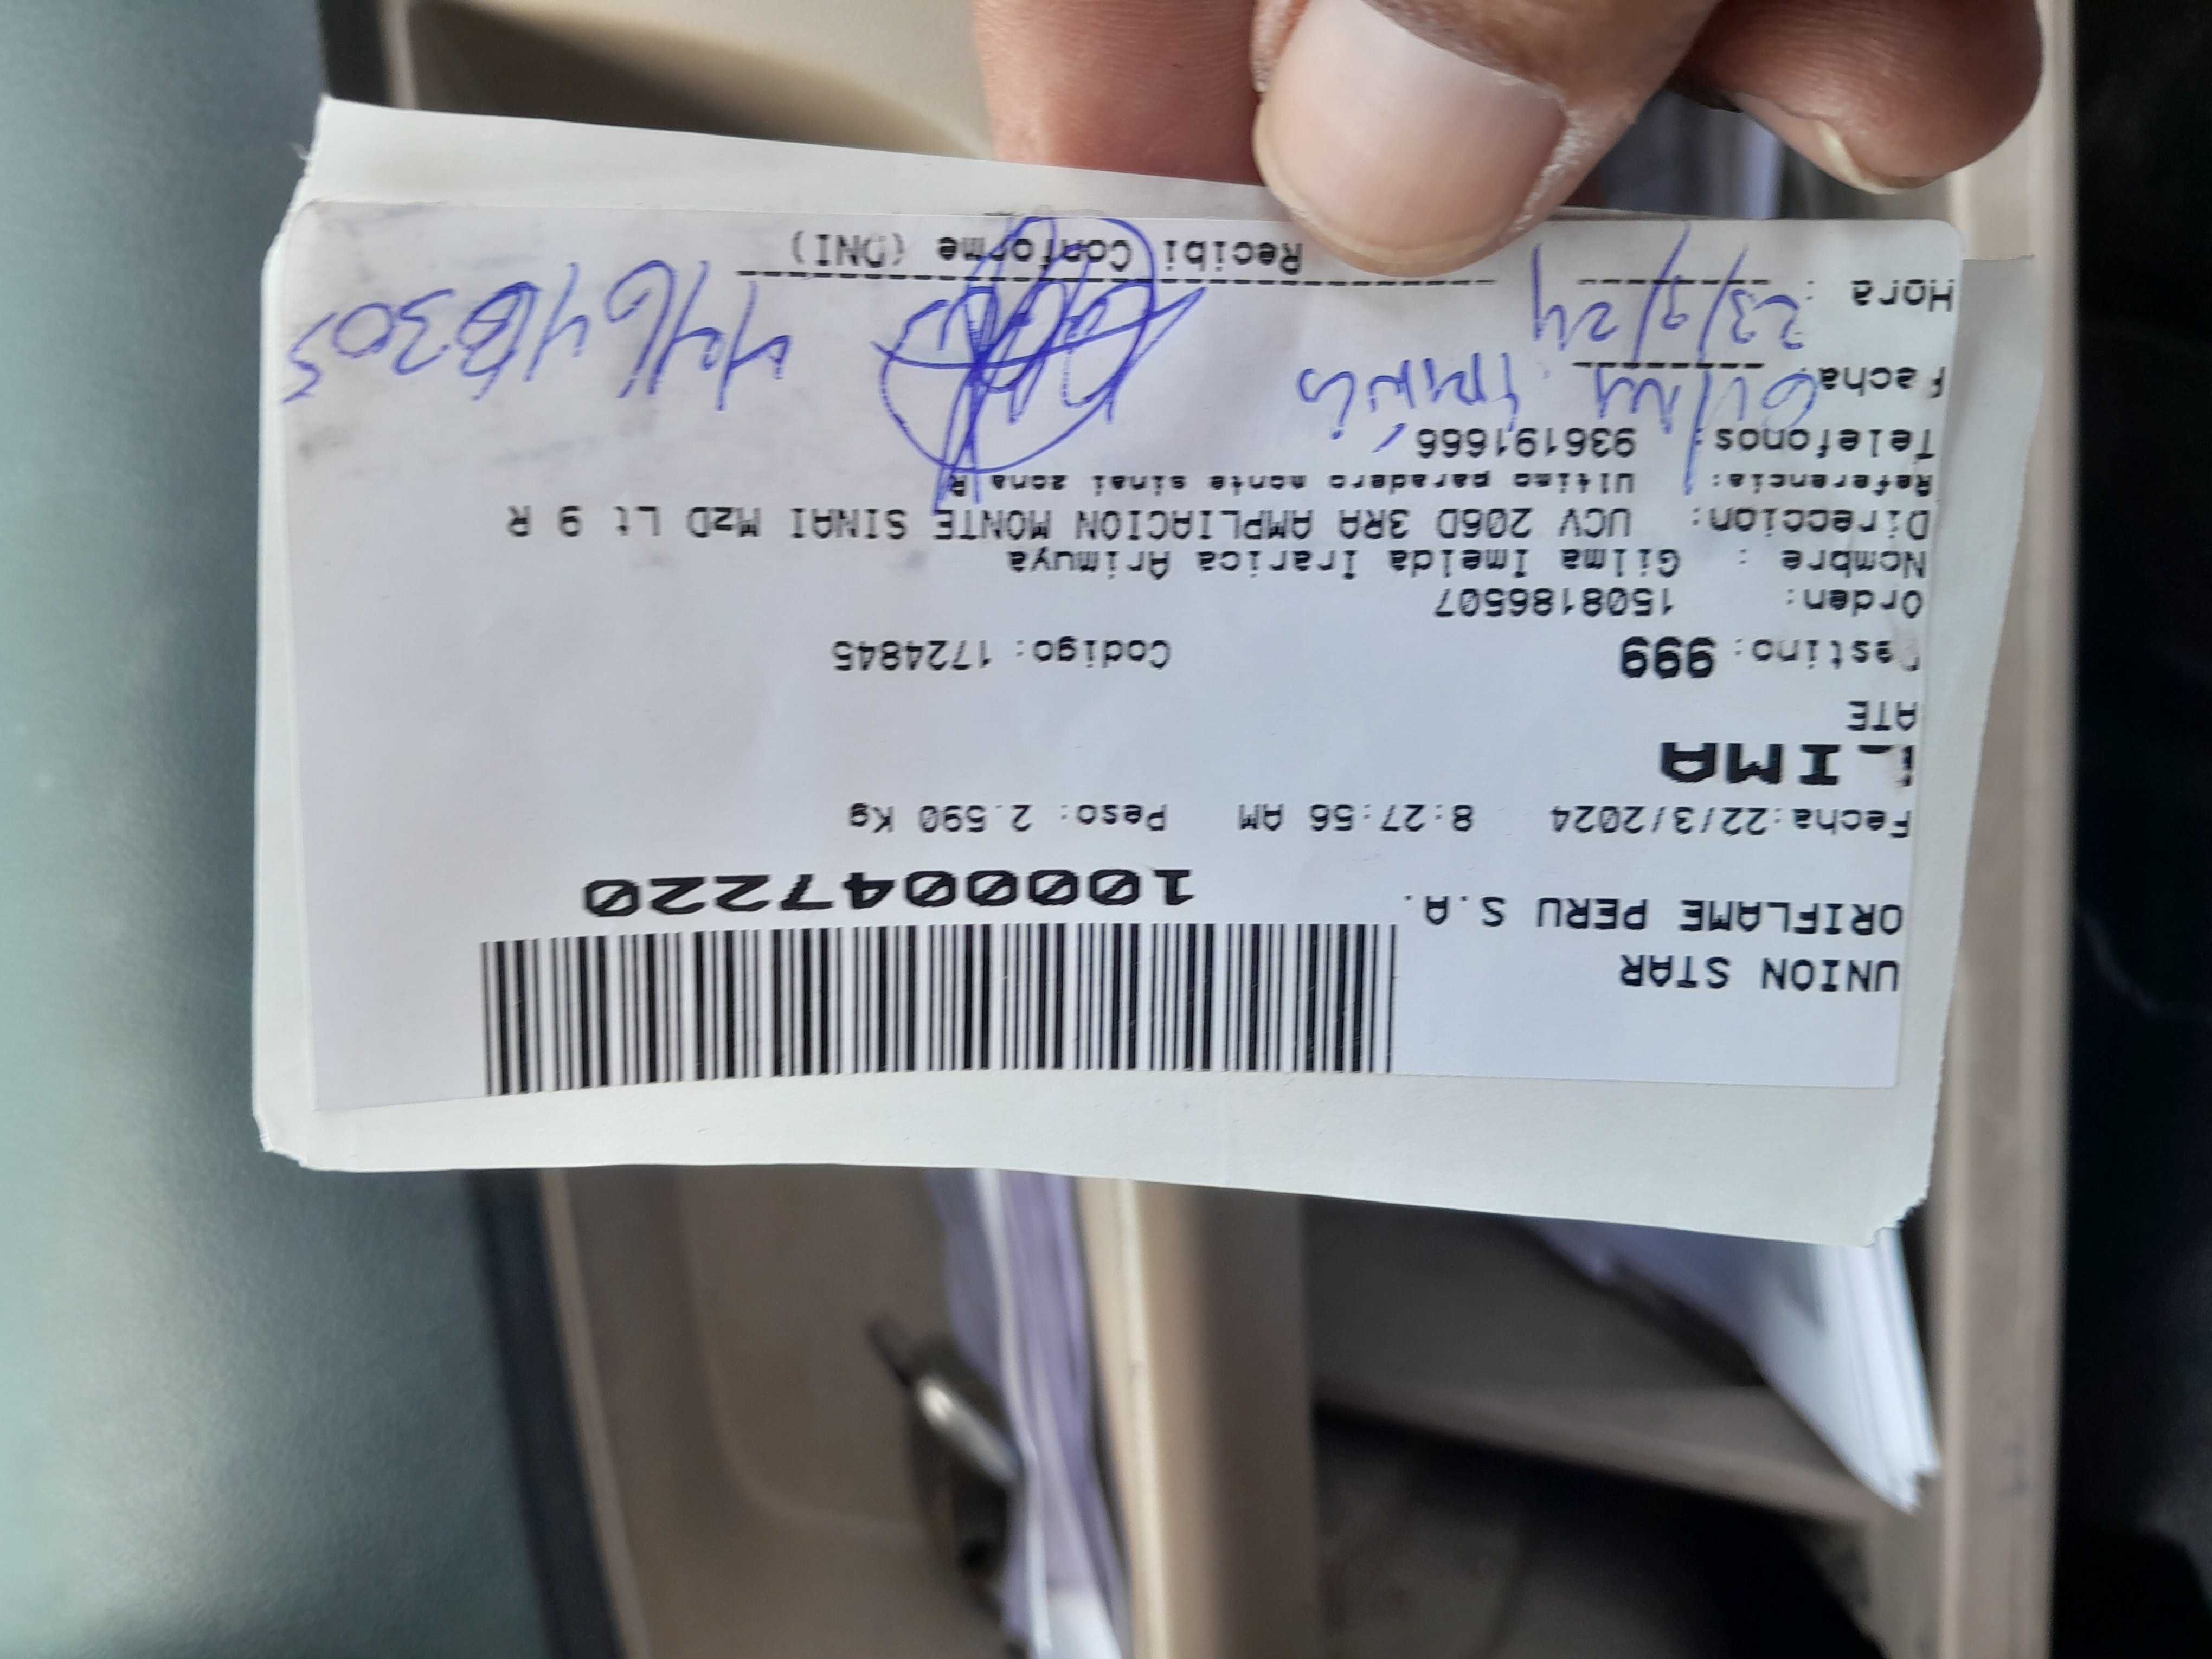 UNION STAR
ORIFLAME PERU S.A.
10000047220
Fecha:22/3/2024 8:27:56 AM Peso: 2.590 Kg
LIMA
ATE
Destino: 999 Codigo: 1724845
Orden: 1508186507
Nombre : Gilma Imelda Irarica Arimuya
Direccion: UCV 206D 3RA AMPLIACION MONTE SINAI MzD Lt 9 R
Referencia: Ultimo paradero monte sinai zona R
Telefonos: 936191666,
Fecha:
Hora : 23/3/24
Recibi Conforme (DNI)